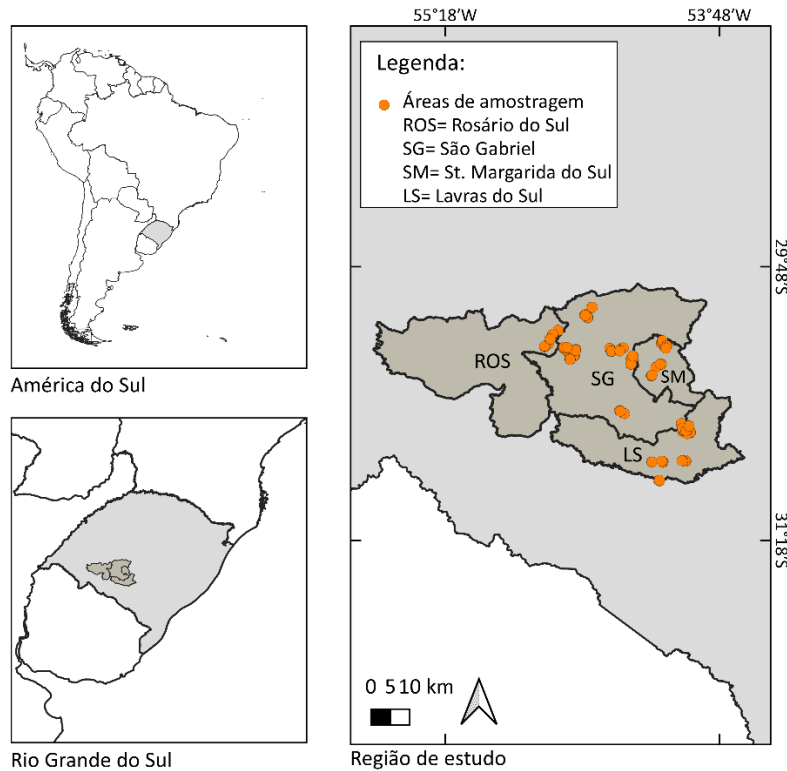 América do Sul
Rio Grande do Sul
55°18'W
53°48'W
Legenda:
Áreas de amostragem
ROS= Rosário do Sul
SG= São Gabriel
SM= St. Margarida do Sul
LS= Lavras do Sul
29°48'S
ROS
SG
SM
LS
31°18'S
0 510 km
Região de estudo